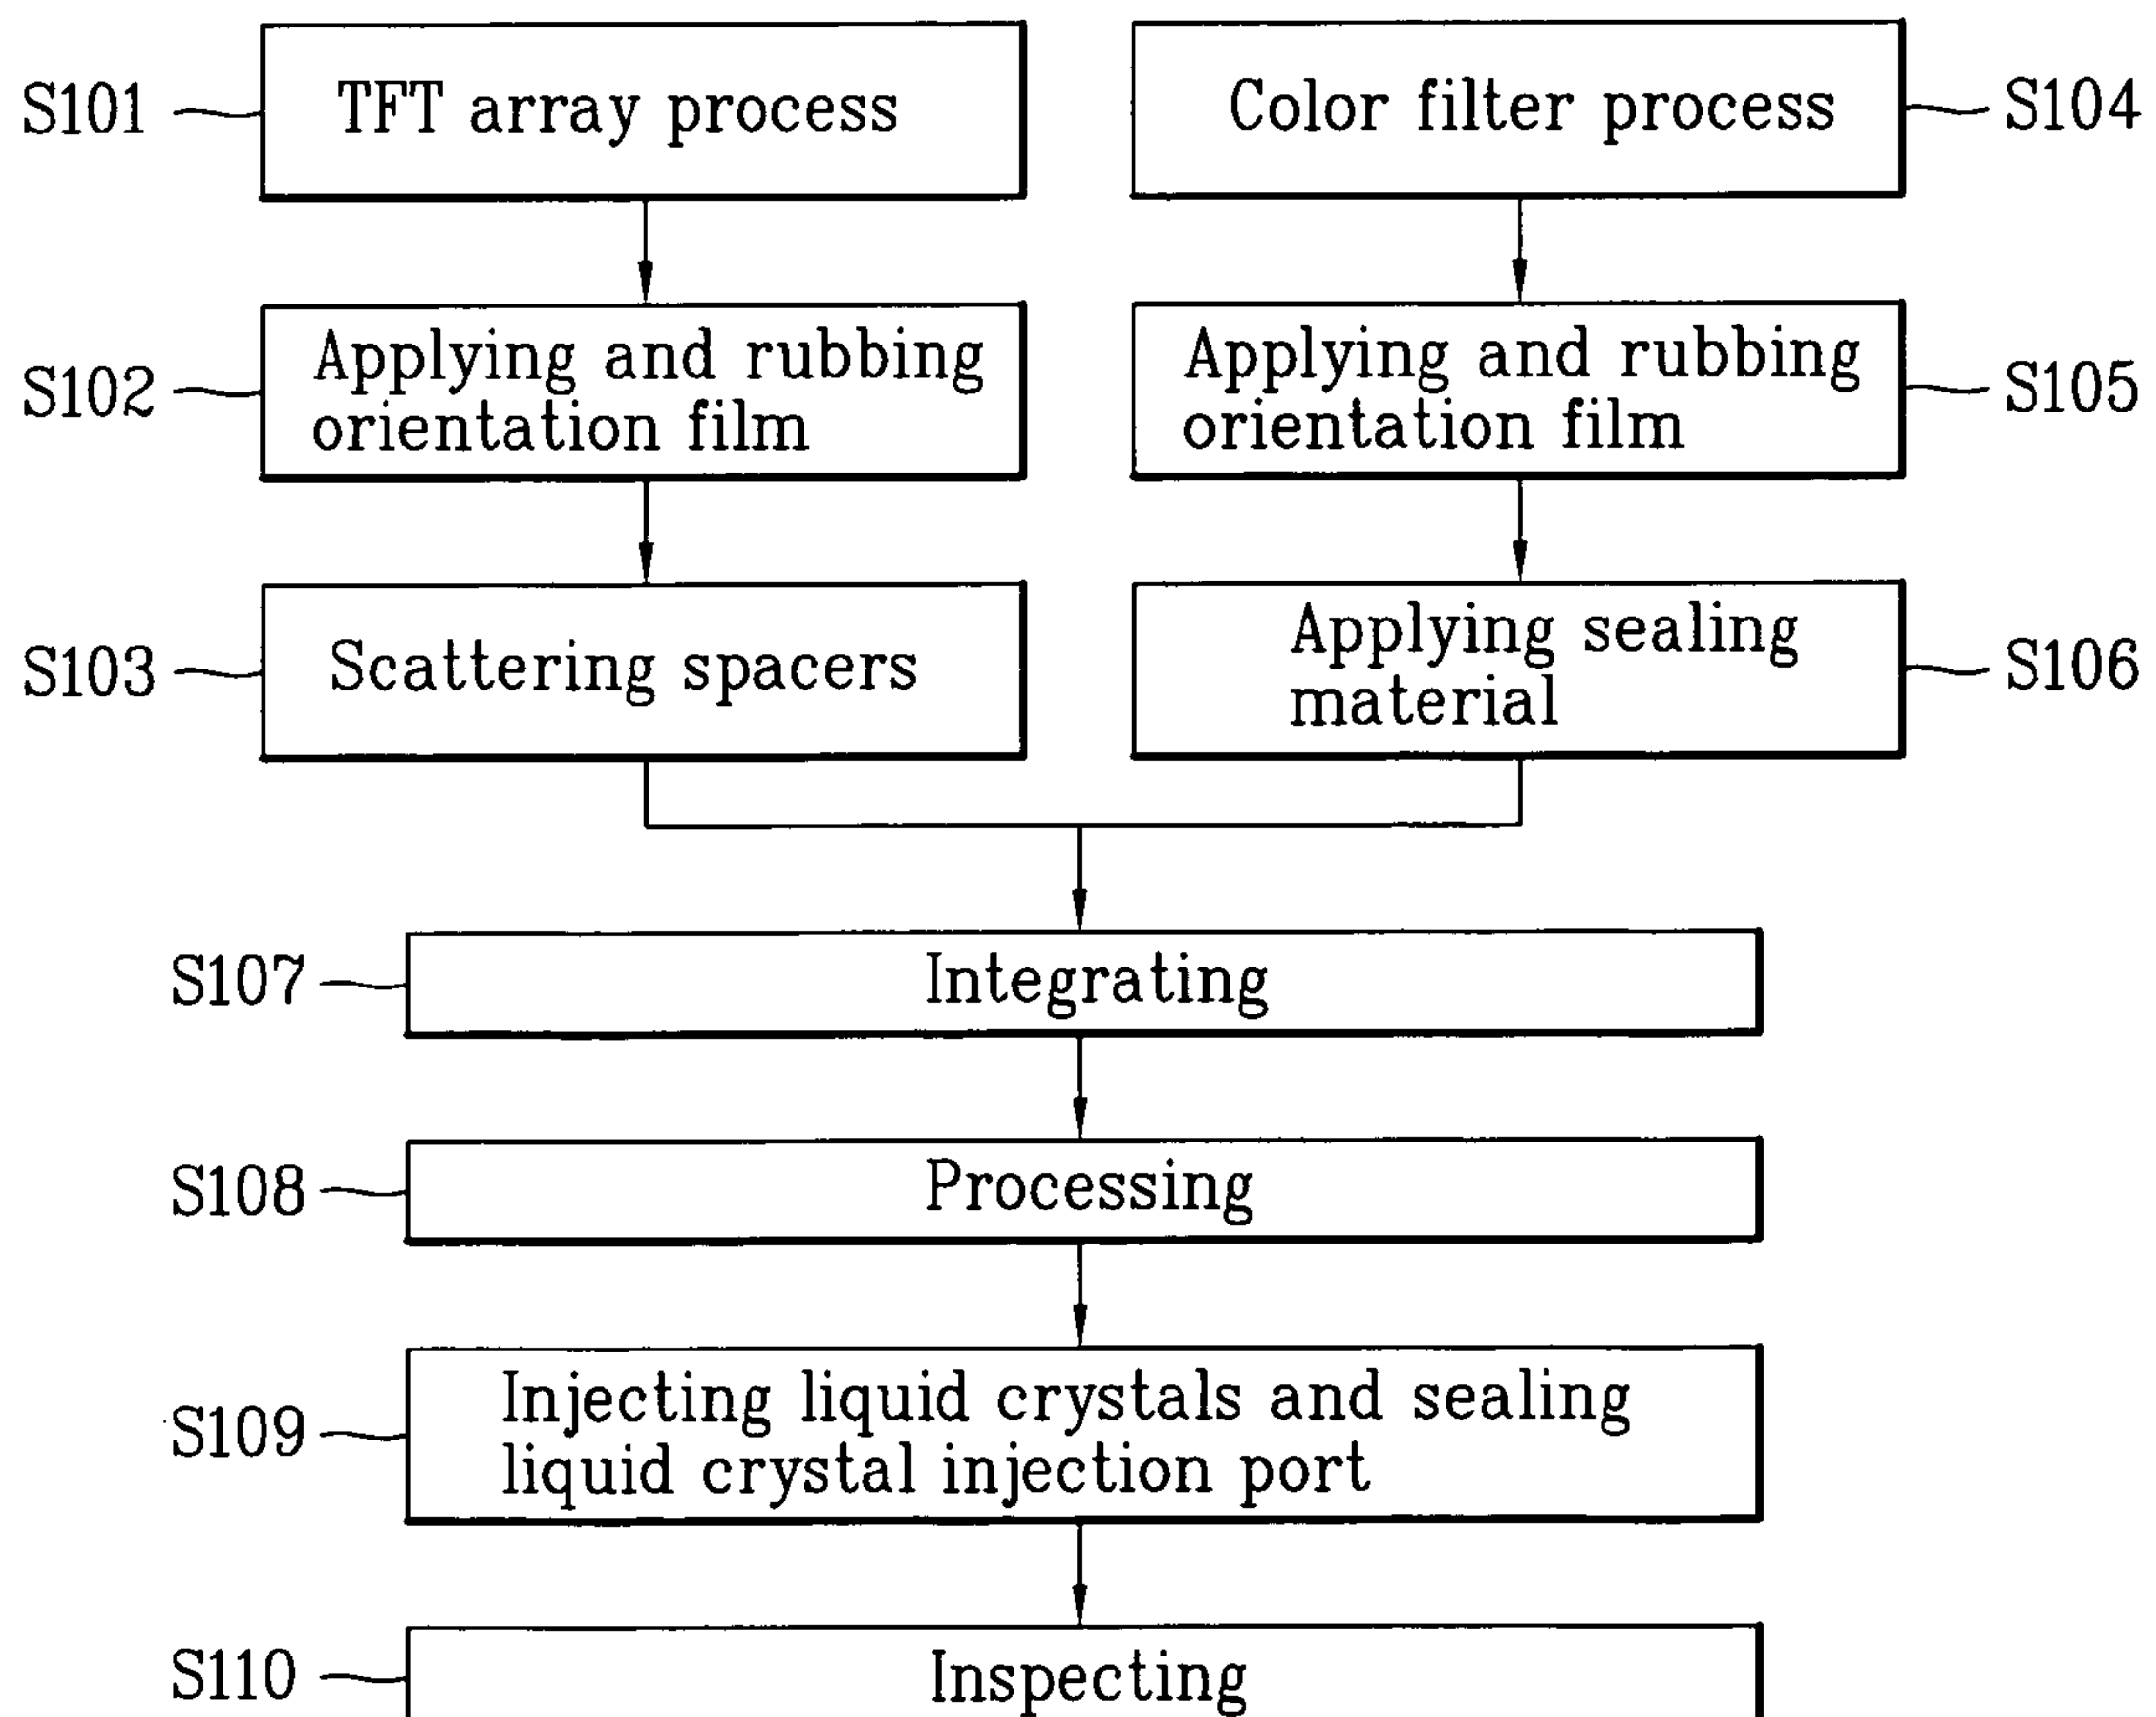 S101
TFT array process
Color filter process
S104
S102
Applying and rubbing
orientation film
Applying and rubbing
orientation film
S105
S103
Scattering spacers
Applying sealing
material
S106
S107
Integrating
S108
Processing
S109
Injecting liquid crystals and sealing
liquid crystal injection port
S110
Inspecting